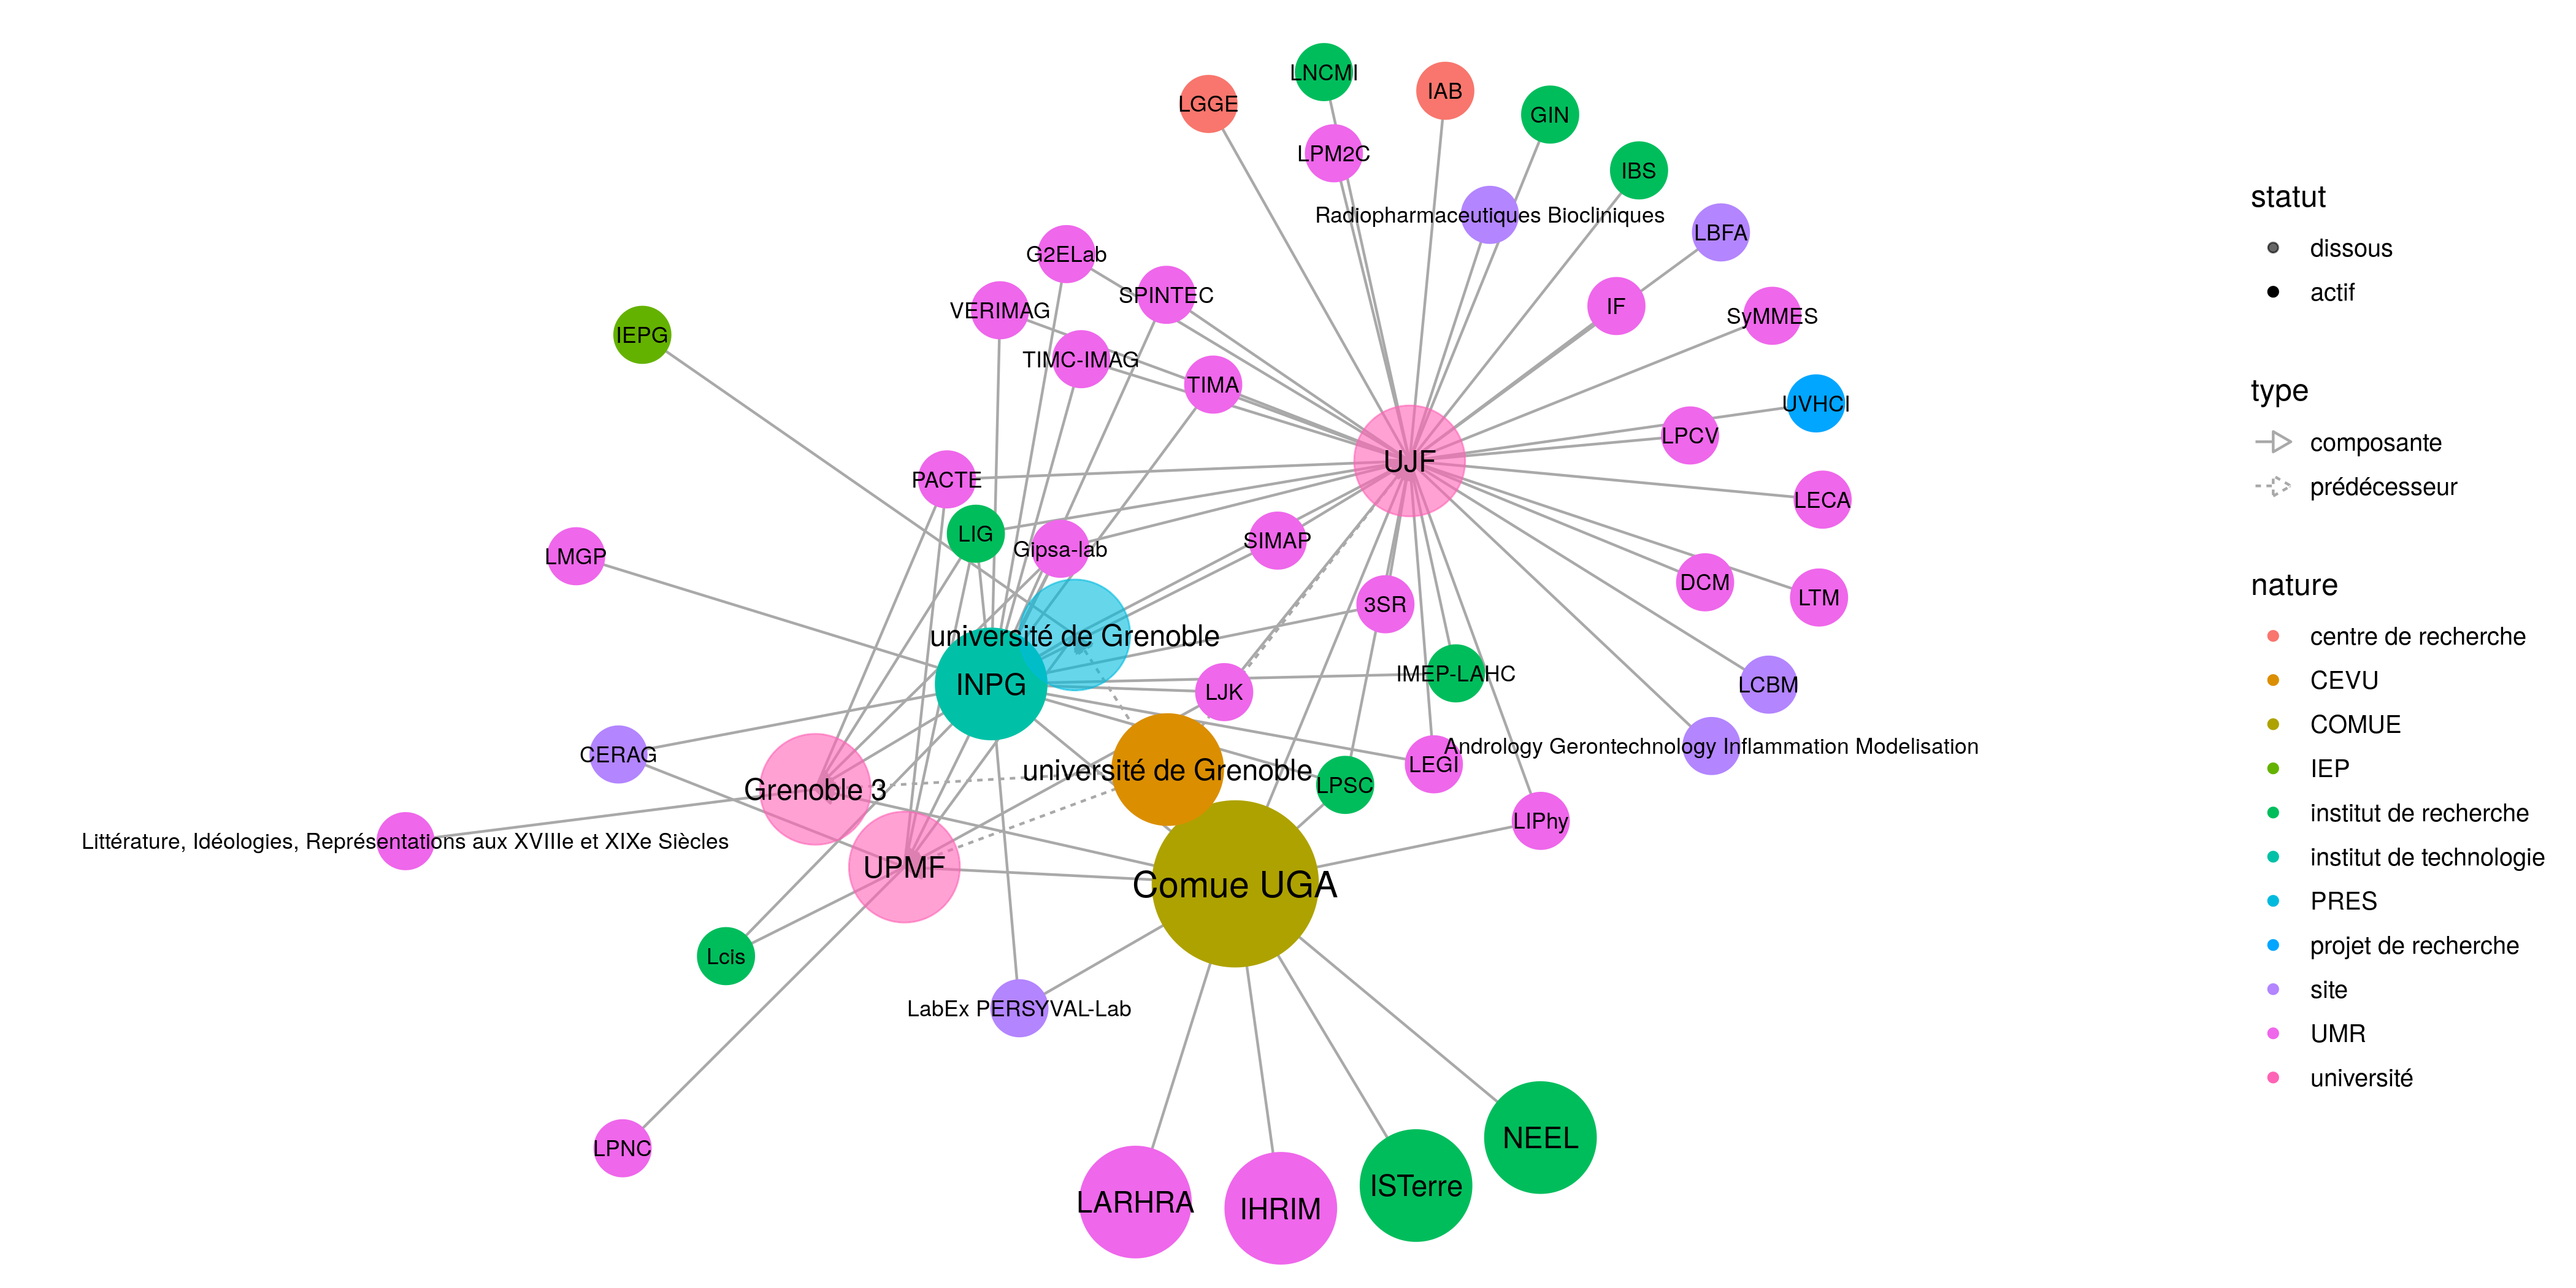 LNCMI
IAB
LGGE
GIN
LPM2C
IBS
Radiopharmaceutiques Biocliniques
LBFA
G2ELab
SPINTEC
VERIMAG
IF
SyMMES
IEPG
TIMC-IMAG
TIMA
UVHCI
LPCV
UJF
PACTE
LECA
LIG
Gipsa-lab
SIMAP
LMGP
DCM
LTM
3SR
université de Grenoble
INPG
IMEP-LAHC
LJK
LCBM
CERAG
Andrology Gerontechnology Inflammation Modelisation
LEGI
université de Grenoble
LPSC
Grenoble 3
LIPhy
Littérature, Idéologies, Représentations aux XVIIIe et XIXe Siècles
UPMF
Comue UGA
Lcis
LabEx PERSYVAL-Lab
NEEL
LPNC
ISTerre
LARHRA
IHRIM
statut
dissous
actif
type
composante
prédécesseur
nature
centre de recherche
CEVU
COMUE
IEP
institut de recherche
institut de technologie
PRES
projet de recherche
site
UMR
université